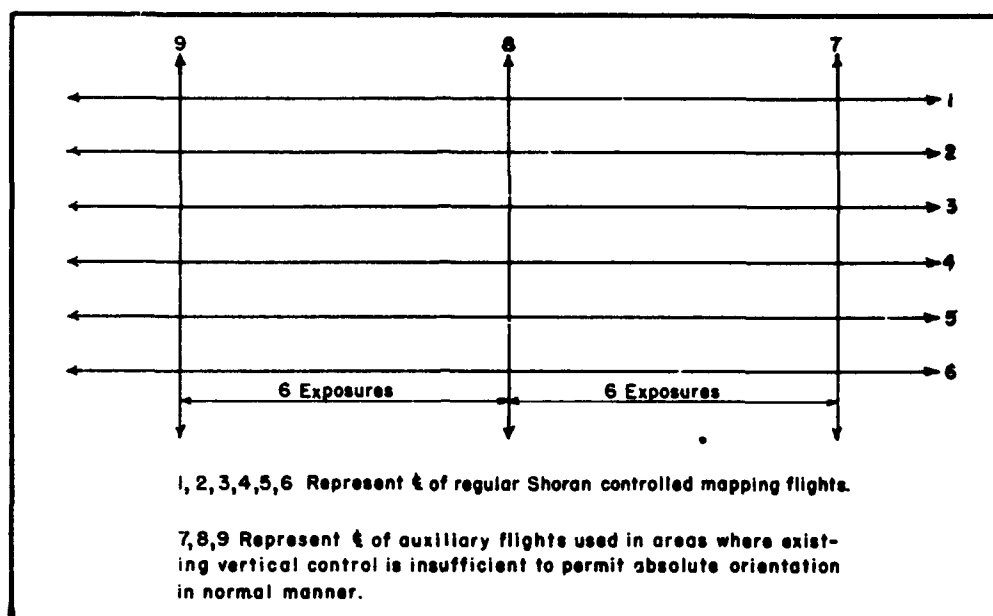 9 8 7
1
2
3
4
5
6
6 Exposures 6 Exposures
1, 2, 3, 4, 5, 6 Represent ℄ of regular Shoran controlled mapping flights.
7, 8, 9 Represent ℄ of auxiliary flights used in areas where exist-
ing vertical control is insufficient to permit absolute orientation
in normal manner.